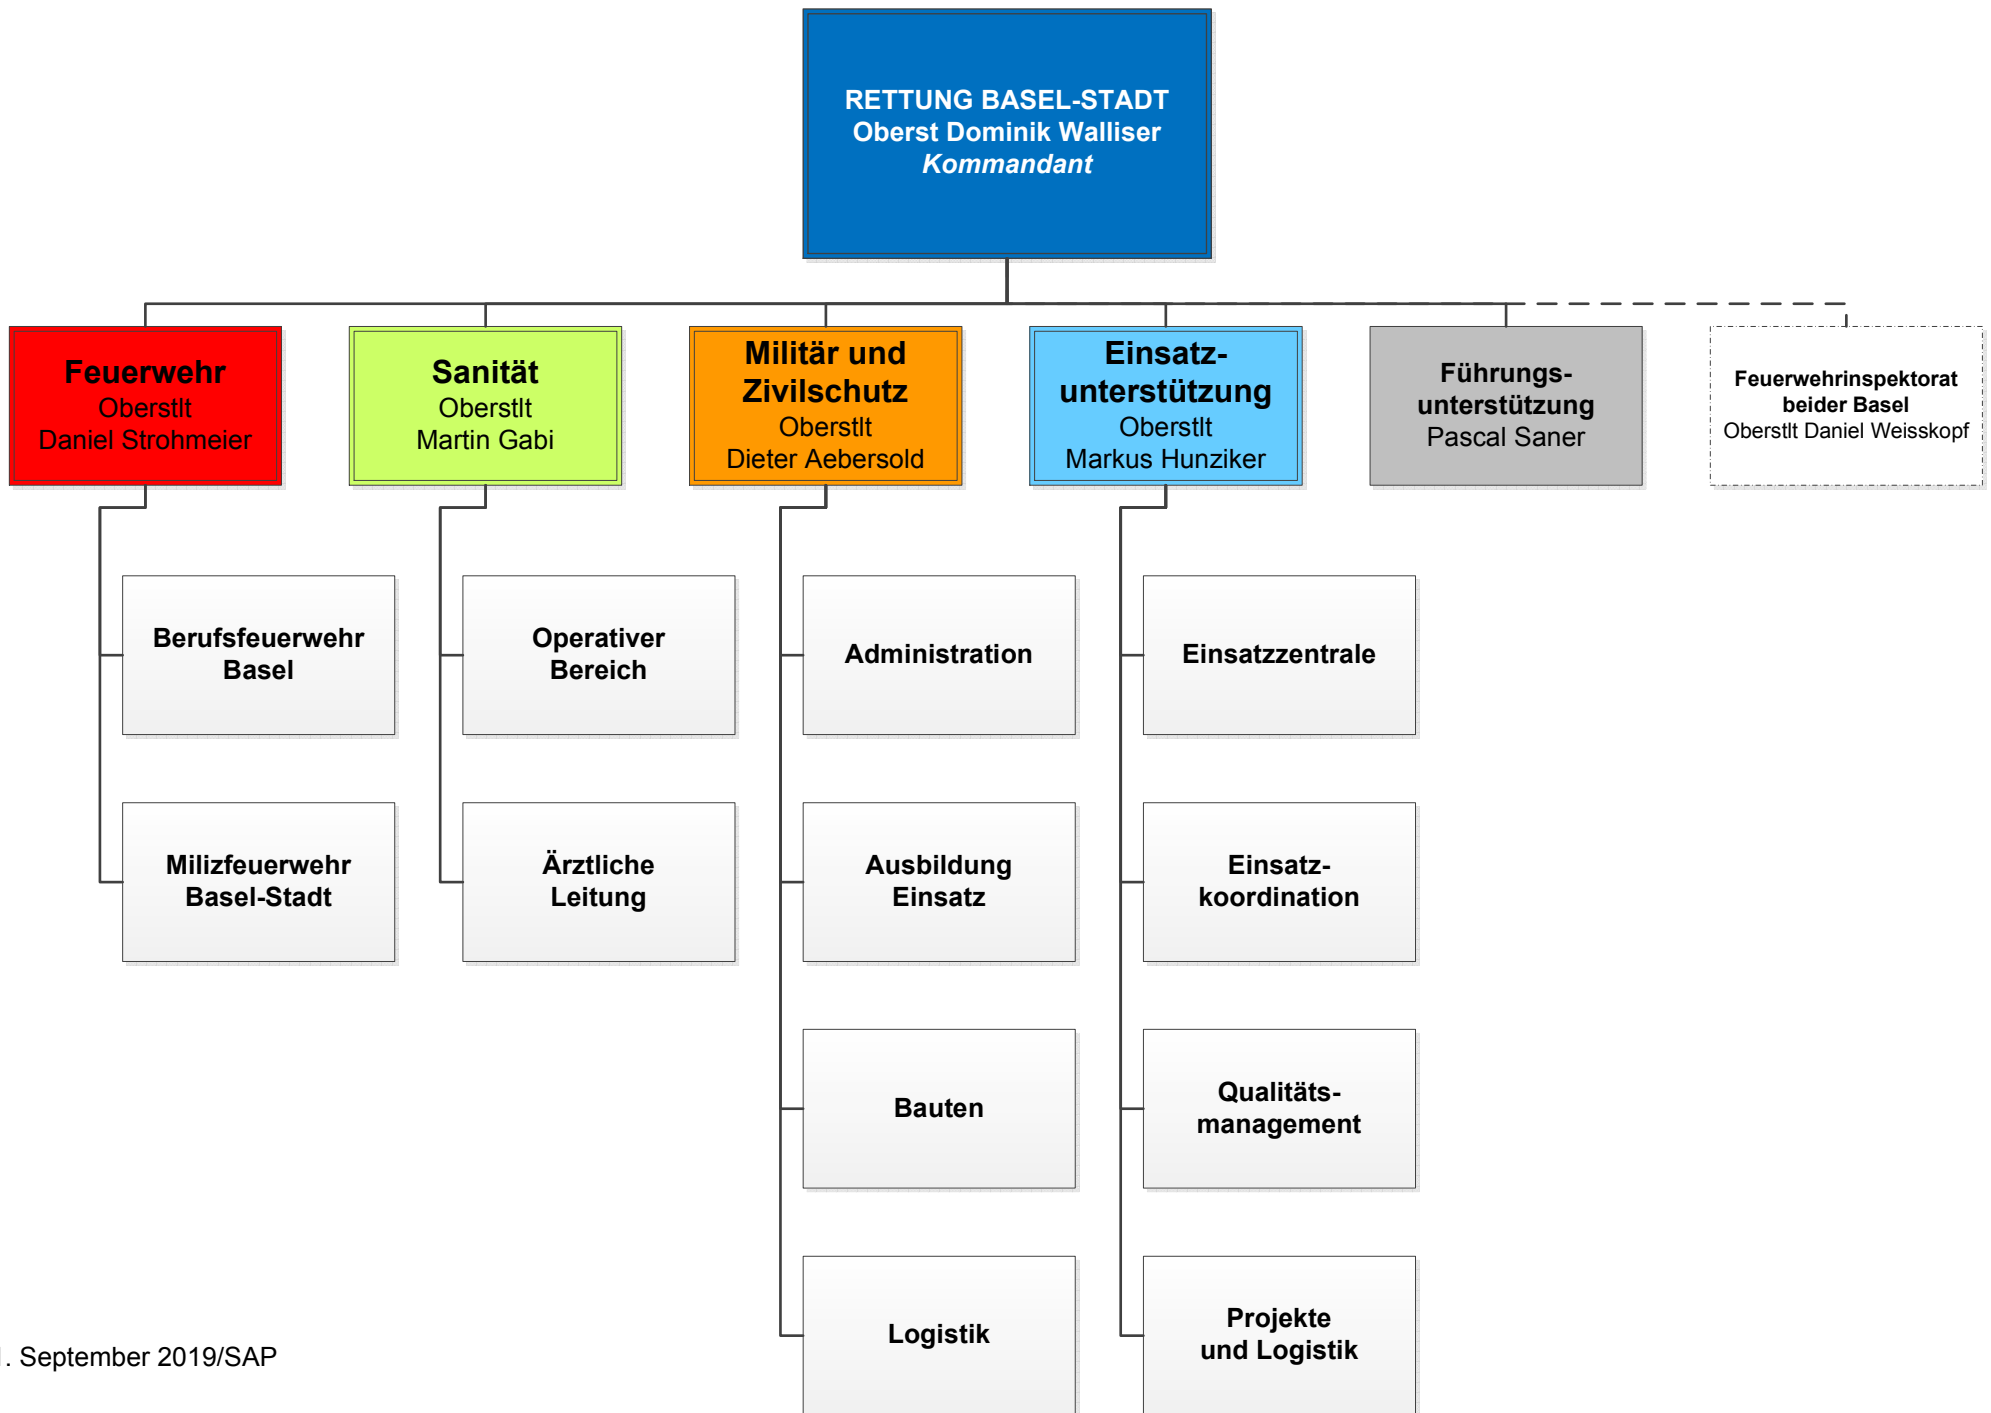 RETTUNG BASEL-STADT
Oberst Dominik Walliser
Kommandant
Feuerwehr
Oberstlt
Daniel Strohmeier
Sanität
Oberstlt
Martin Gabi
Militär und
Zivilschutz
Oberstlt
Dieter Aebersold
Einsatz-
unterstützung
Oberstlt
Markus Hunziker
Führungs-
unterstützung
Pascal Saner
Feuerwehrinspektorat
beider Basel
Oberstlt Daniel Weisskopf
Berufsfeuerwehr
Basel
Operativer
Bereich
Administration
Einsatzzentrale
Milizfeuerwehr
Basel-Stadt
Ärztliche
Leitung
Ausbildung
Einsatz
Einsatz-
koordination
Bauten
Qualitäts-
management
Logistik
Projekte
und Logistik
. September 2019/SAP